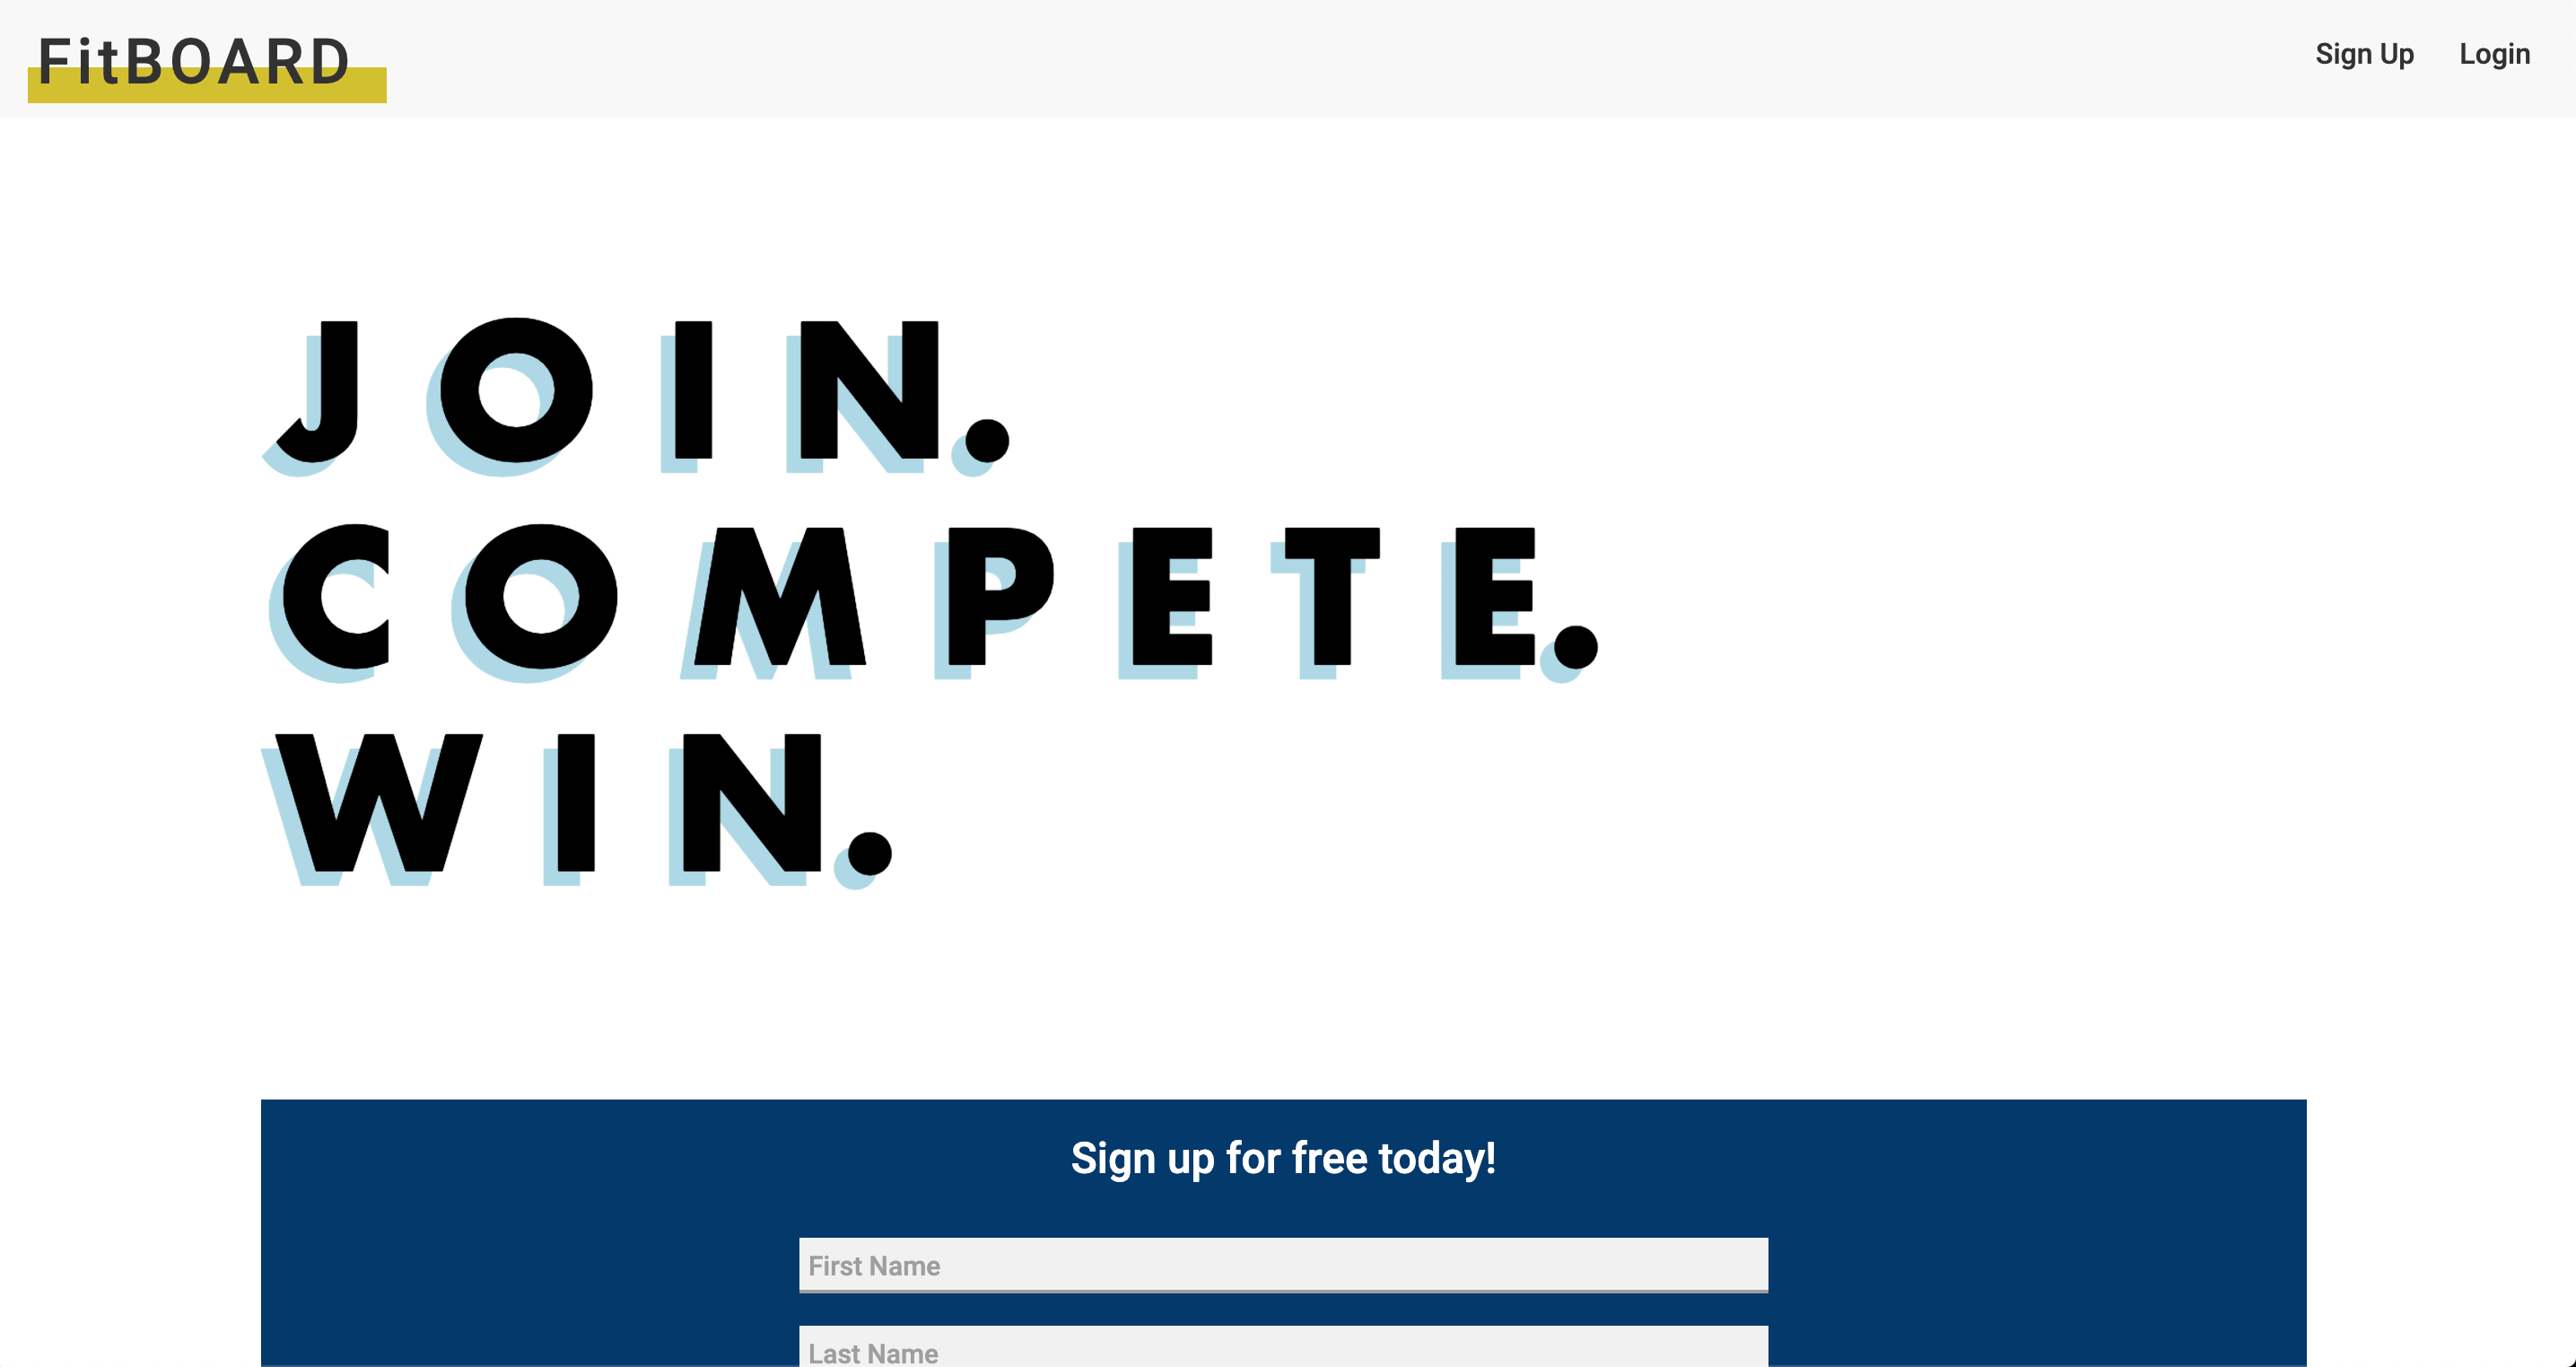 FitBOARD
Sign Up Login
JOIN.
COMPETE.
WIN.
Sign up for free today!
First Name
Last Name